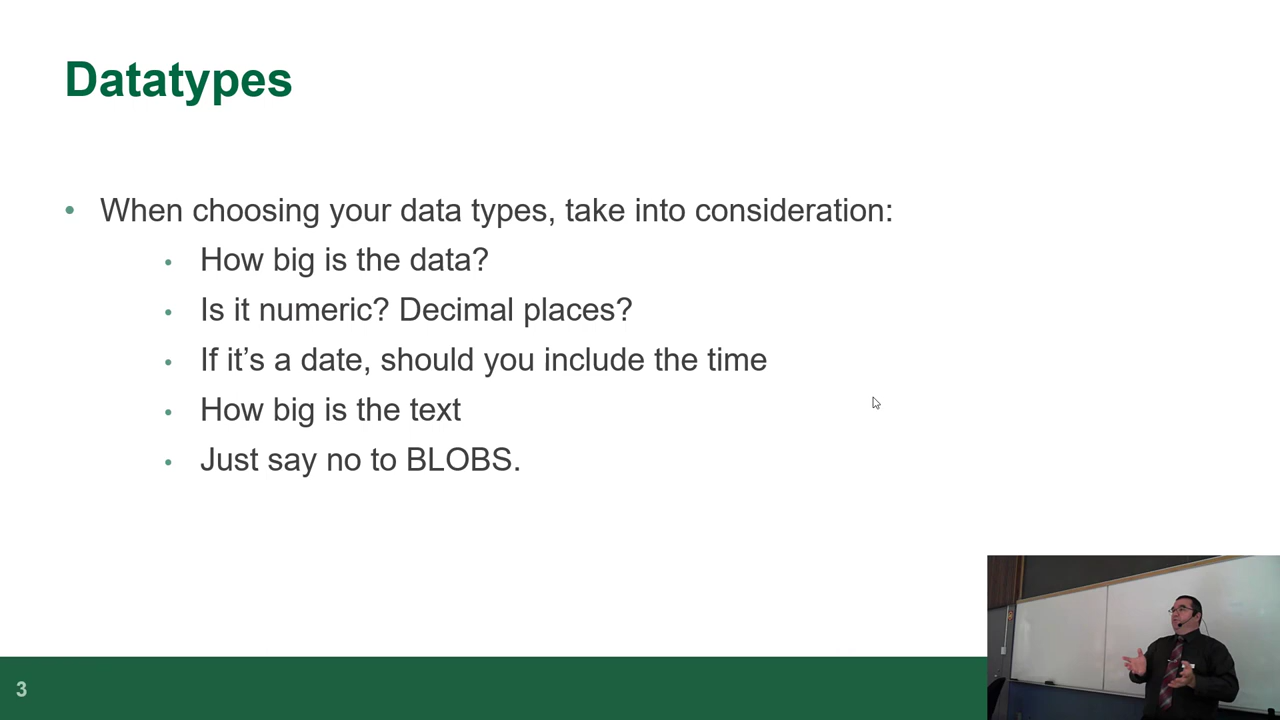 Datatypes
• When choosing your data types, take into consideration:
• How big is the data?
• Is it numeric? Decimal places?
• If it’s a date, should you include the time
• How big is the text
• Just say no to BLOBS.
3